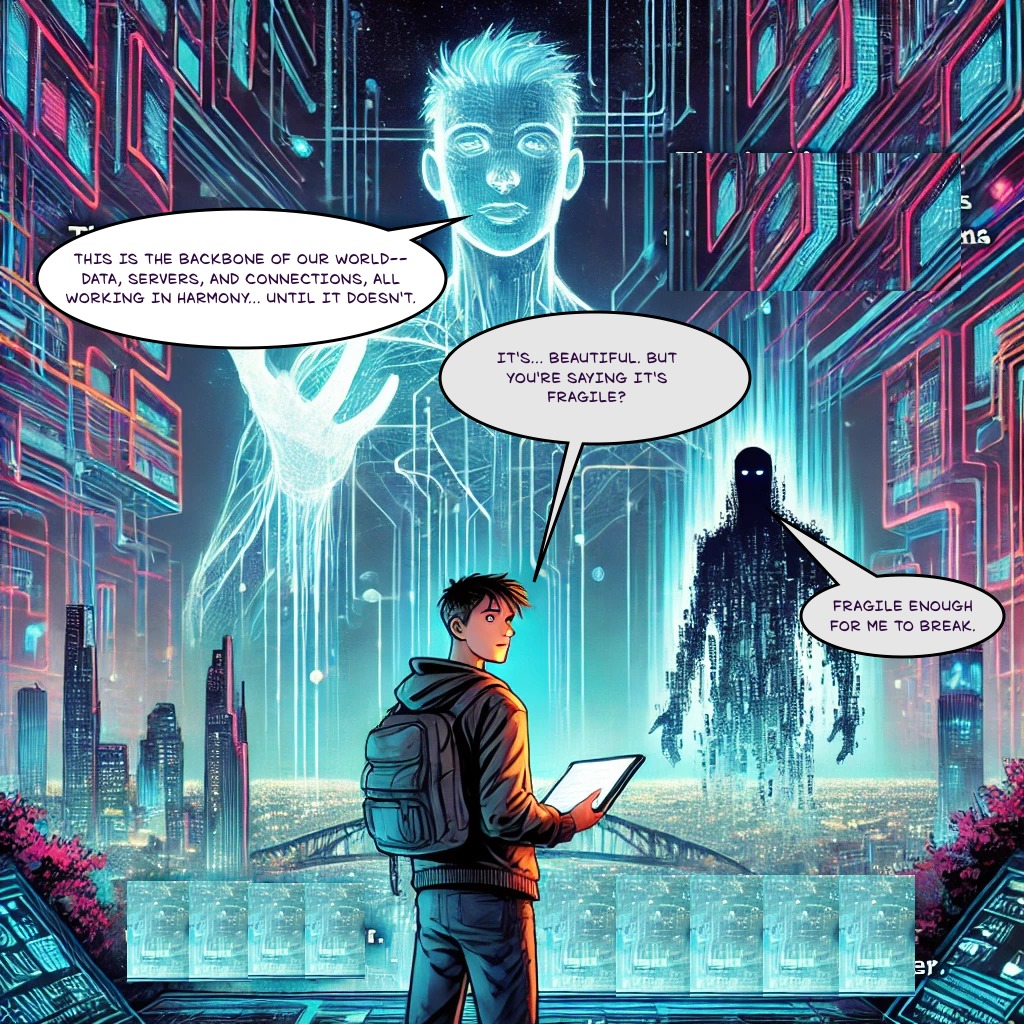 THIS IS THE BACKBONE OF OUR WORLD--
DATA, SERVERS, AND CONNECTIONS, ALL
WORKING IN HARMONY... UNTIL IT DOESN'T.
IT'S... BEAUTIFUL. BUT
YOU'RE SAYING IT'S
FRAGILE?
FRAGILE ENOUGH
FOR ME TO BREAK.